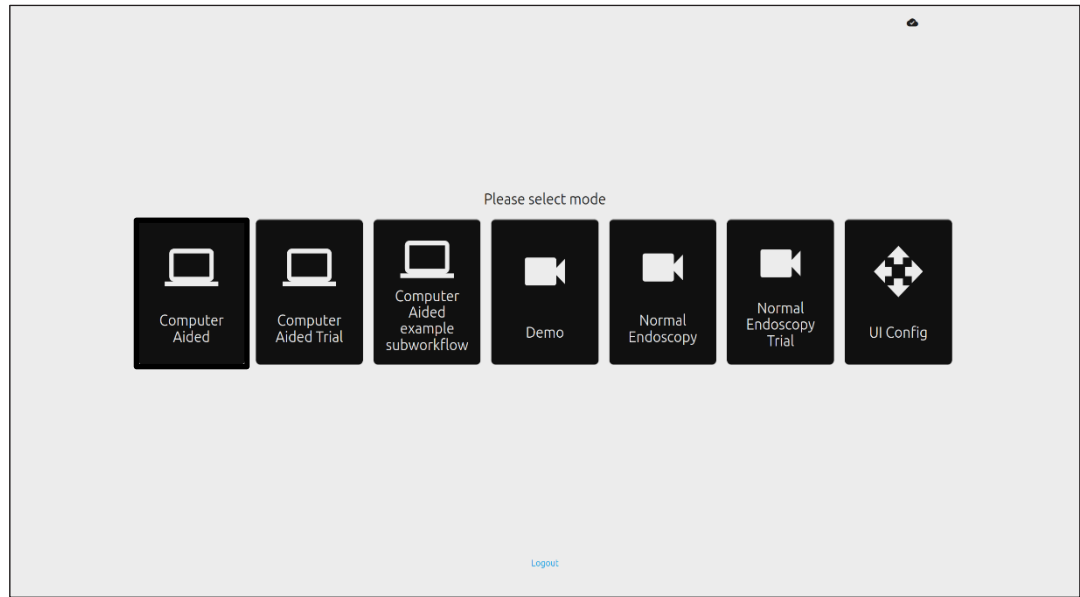 Please select mode
Computer
Aided
Computer
Aided Trial
Computer
Aided
example
subworkflow
Demo
Normal
Endoscopy
Normal
Endoscopy
Trial
UI Config
Logout